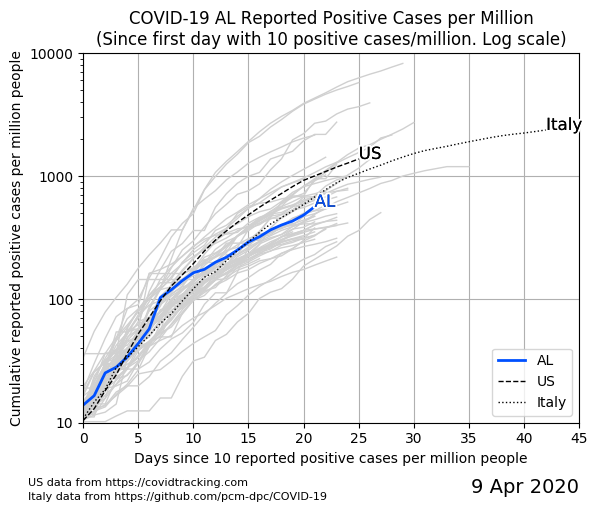 COVID-19 AL Reported Positive Cases per Million
(Since first day with 10 positive cases/million. Log scale)
Cumulative reported positive cases per million people
10000
1000
100
10
Italy
US
AL
AL
US
Italy
0 5 10 15 20 25 30 35 40 45
Days since 10 reported positive cases per million people
US data from https://covidtracking.com
Italy data from https://github.com/pcm-dpc/COVID-19
9 Apr 2020